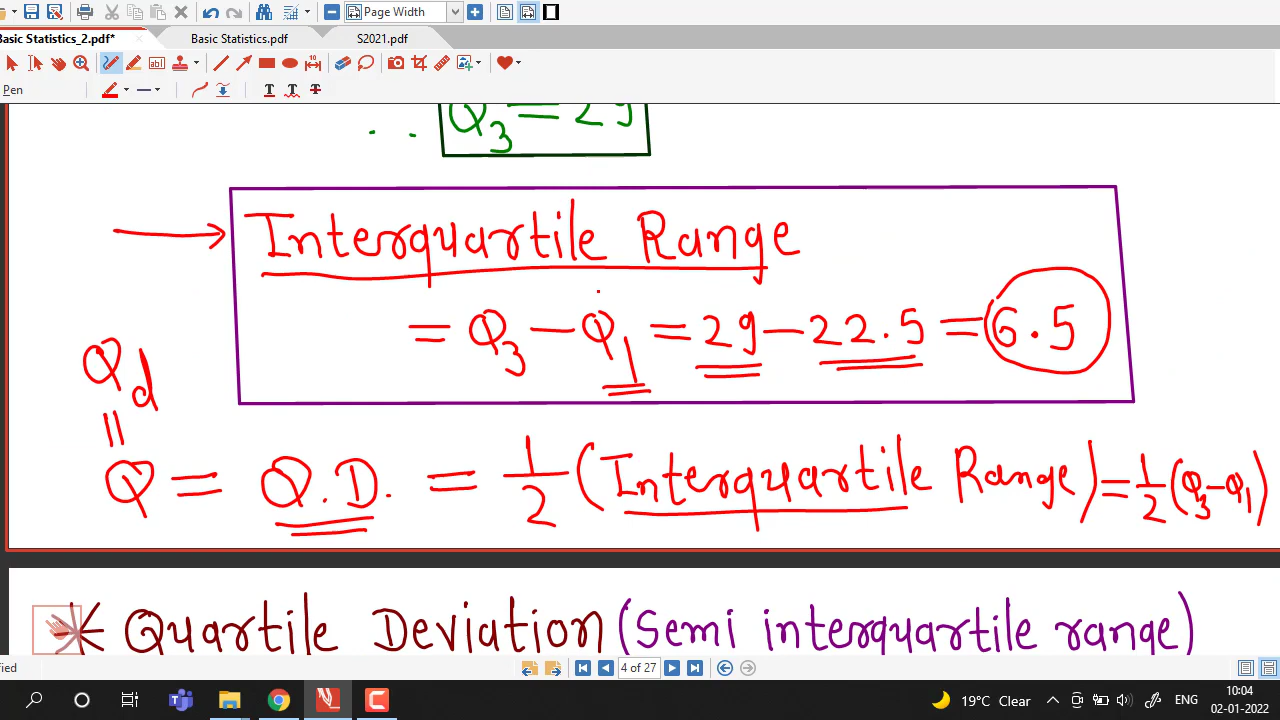 Page Width
Basic Statistics_2.pdf* Basic Statistics.pdf S2021.pdf
Pen
.. Q3 = 29
Interquartile Range
= Q3 - Q1 = 29 - 22.5 = 6.5
Qd
=
Q = Q.D. = 1/2 (Interquartile Range) = 1/2 (Q3-Q1)
Quartile Deviation (Semi interquartile range)
4 of 27
19°C Clear ENG 10:04
02-01-2022